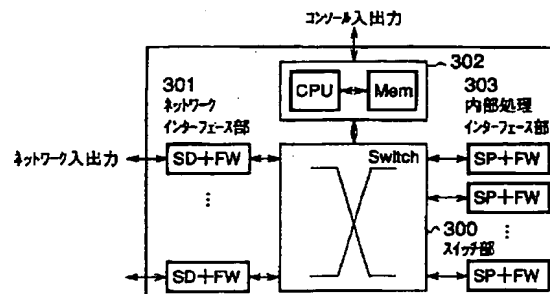 コンソール入出力
302
CPU
Mem
301
ネットワーク
インターフェース部
303
内部処理
インターフェース部
ネットワーク入出力
SD+FW
Switch
SP+FW
SP+FW
⋮
300
スイッチ部
⋮
SD+FW
SP+FW